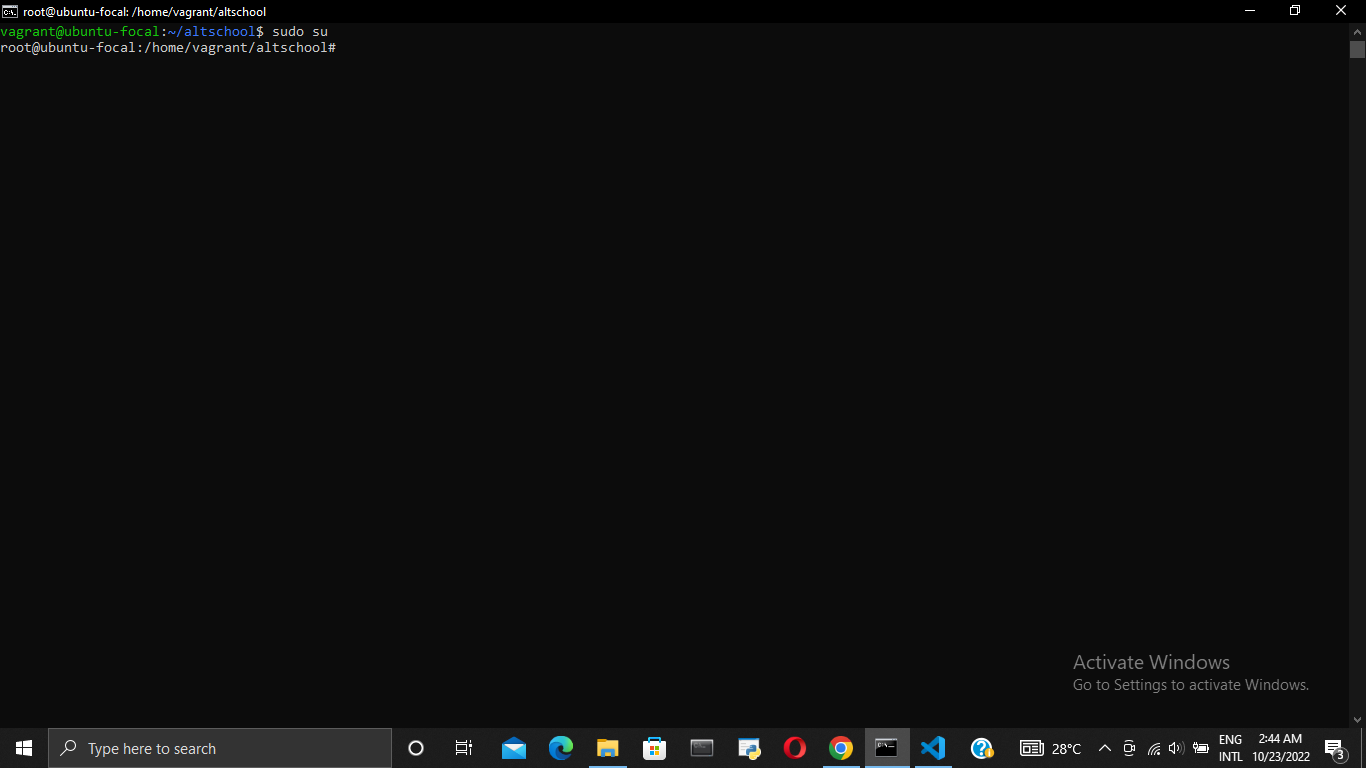 root@ubuntu-focal: /home/vagrant/altschool
vagrant@ubuntu-focal:~/altschool$ sudo su
root@ubuntu-focal:/home/vagrant/altschool#
Activate Windows
Go to Settings to activate Windows.
Type here to search
28°C
ENG
INTL
2:44 AM
10/23/2022
3